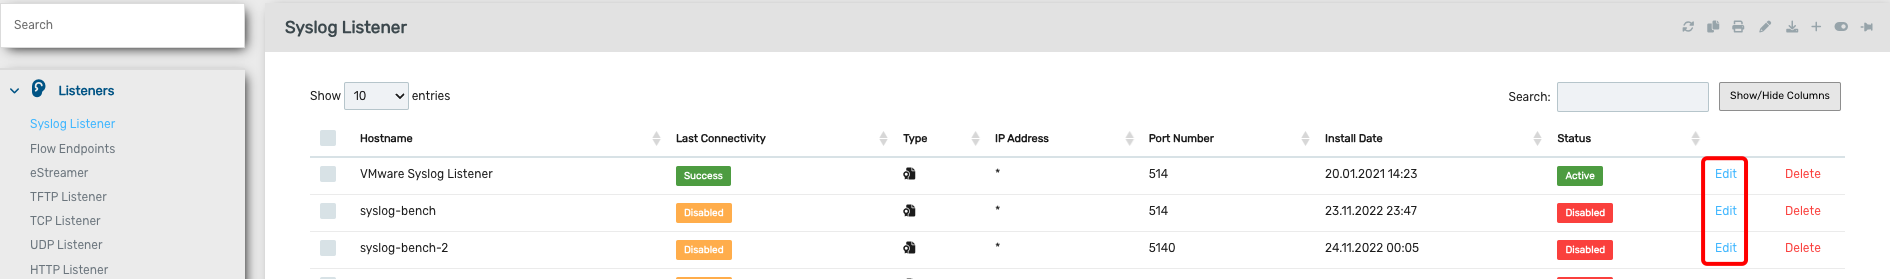 Search
Listeners
Syslog Listener
Flow Endpoints
eStreamer
TFTP Listener
TCP Listener
UDP Listener
HTTP Listener
Syslog Listener
Show 10 entries
Search: Show/Hide Columns
Hostname Last Connectivity Type IP Address Port Number Install Date Status
VMware Syslog Listener Success * 514 20.01.2021 14:23 Active Edit Delete
syslog-bench Disabled * 514 23.11.2022 23:47 Disabled Edit Delete
syslog-bench-2 Disabled * 5140 24.11.2022 00:05 Disabled Edit Delete